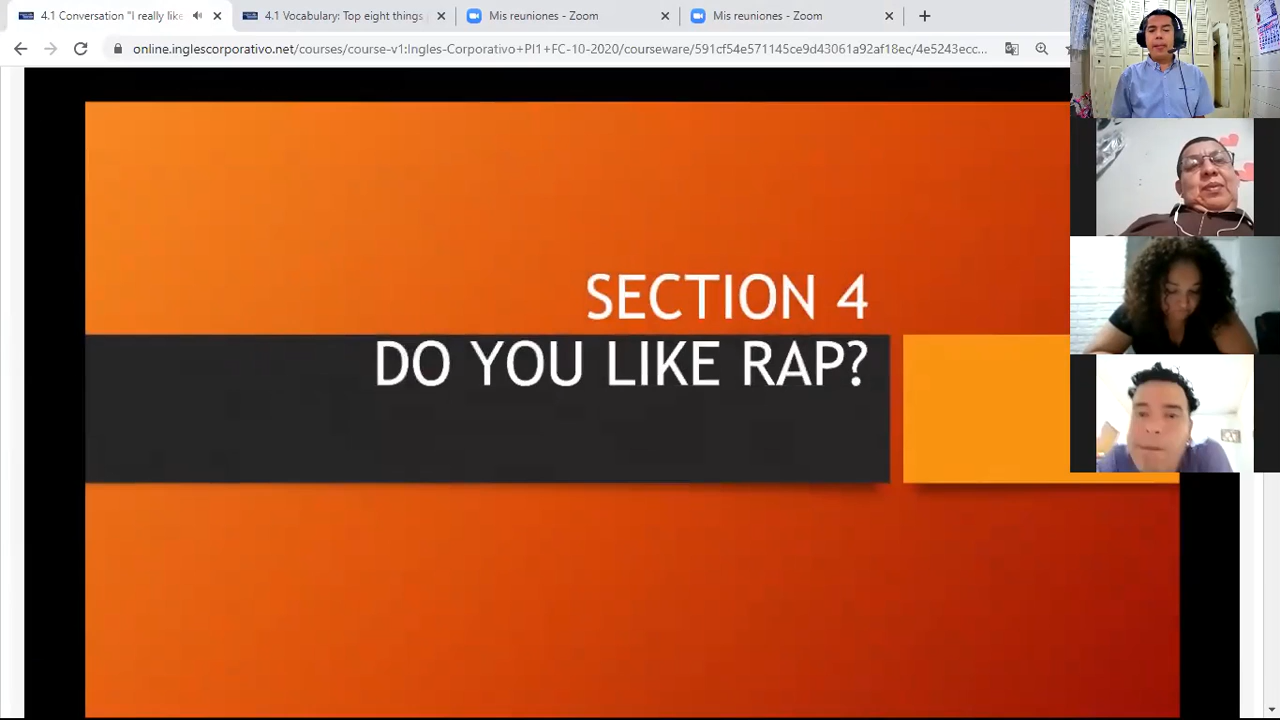 4.1 Conversation "I really like
4.1 Vocabulary: Top eight things
Mis reuniones - Zoom
Mis reuniones - Zoom
online.inglescorporativo.net/courses/course-v1:Ingles-Corporativo+PI1+FC-10-2020/courseware/591cf54e571145ce9d43061a92af18ec/4e5243ecc...
SECTION 4
DO YOU LIKE RAP?